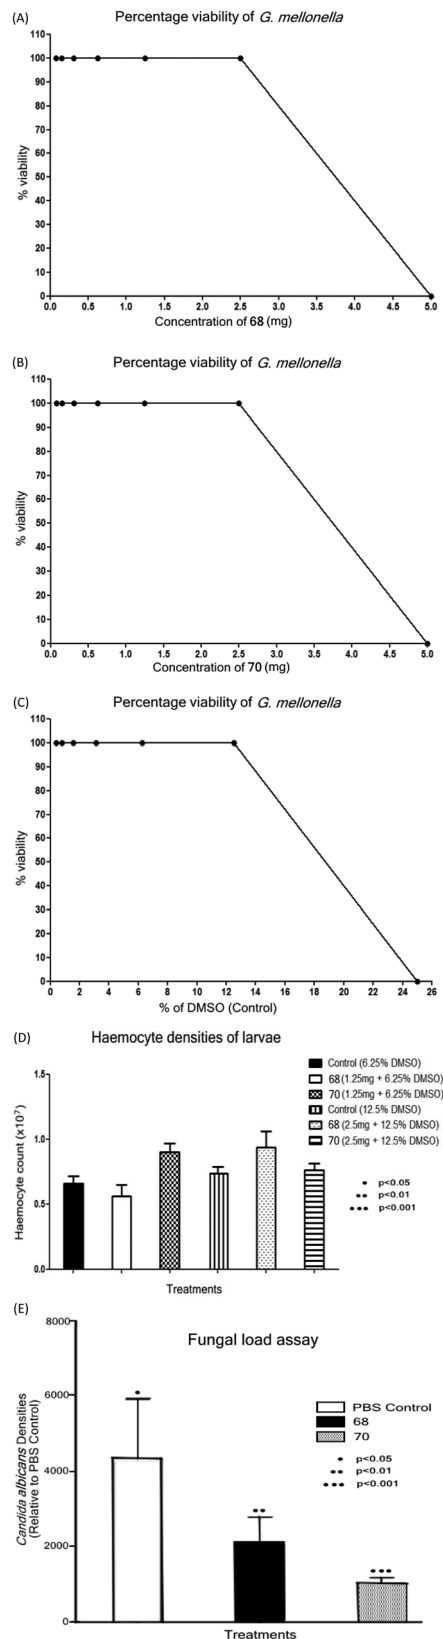 (A)
Percentage viability of G. mellonella
110
100
90
80
70
60
50
40
30
20
10
0
% viability
0.0 0.5 1.0 1.5 2.0 2.5 3.0 3.5 4.0 4.5 5.0
Concentration of 68 (mg)
(B)
Percentage viability of G. mellonella
110
100
90
80
70
60
50
40
30
20
10
0
% viability
0.0 0.5 1.0 1.5 2.0 2.5 3.0 3.5 4.0 4.5 5.0
Concentration of 70 (mg)
(C)
Percentage viability of G. mellonella
110
100
90
80
70
60
50
40
30
20
10
0
% viability
0 2 4 6 8 10 12 14 16 18 20 22 24 26
% of DMSO (Control)
(D)
Haemocyte densities of larvae
1.5
1.0
0.5
0.0
Haemocyte count (x10⁷)
Treatments
Control (6.25% DMSO)
68 (1.25mg + 6.25% DMSO)
70 (1.25mg + 6.25% DMSO)
Control (12.5% DMSO)
68 (2.5mg + 12.5% DMSO)
70 (2.5mg + 12.5% DMSO)
• p<0.05
•• p<0.01
••• p<0.001
(E)
Fungal load assay
8000
6000
4000
2000
0
Candida albicans Densities
(Relative to PBS Control)
•
••
•••
PBS Control
68
70
• p<0.05
•• p<0.01
••• p<0.001
Treatments